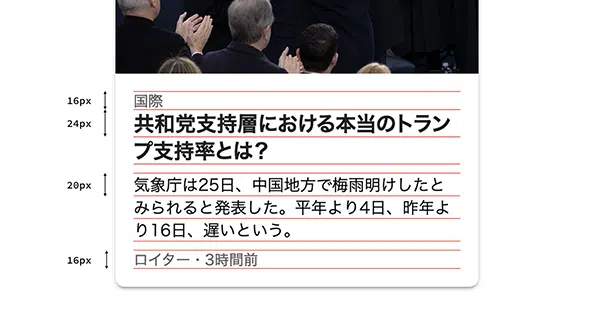 16px
国際
24px
共和党支持層における本当のトラン
プ支持率とは？
20px
気象庁は25日、中国地方で梅雨明けしたと
みられると発表した。平年より4日、昨年よ
り16日、遅いという。
16px
ロイター・3時間前